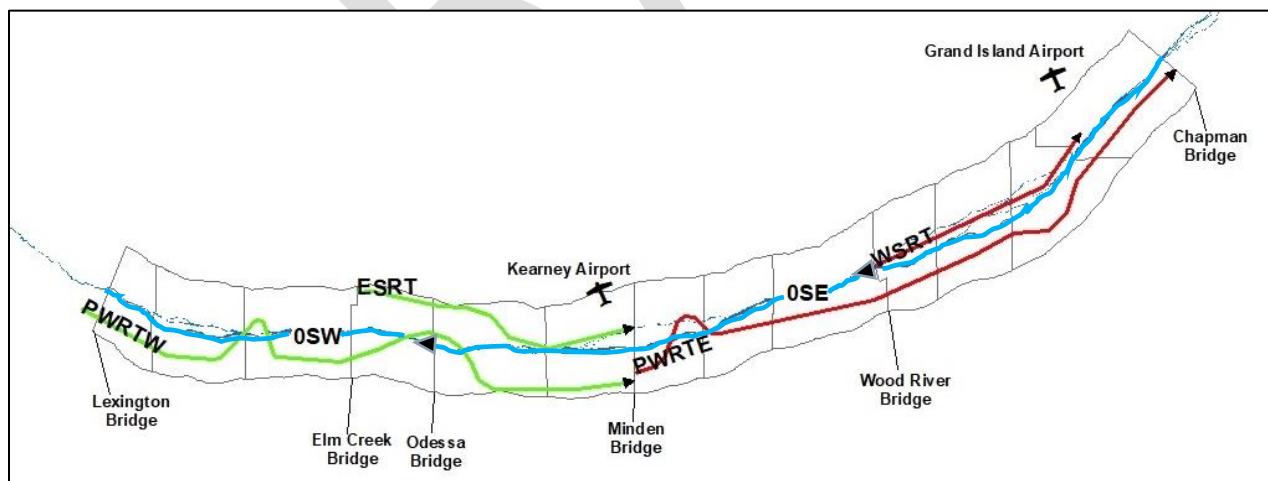 Grand Island Airport
Chapman
Bridge
WSRT
Kearney Airport
ESRT
0SE
PWRTW
0SW
PWRTE
Wood River
Bridge
Lexington
Bridge
Elm Creek
Bridge
Odessa
Bridge
Minden
Bridge